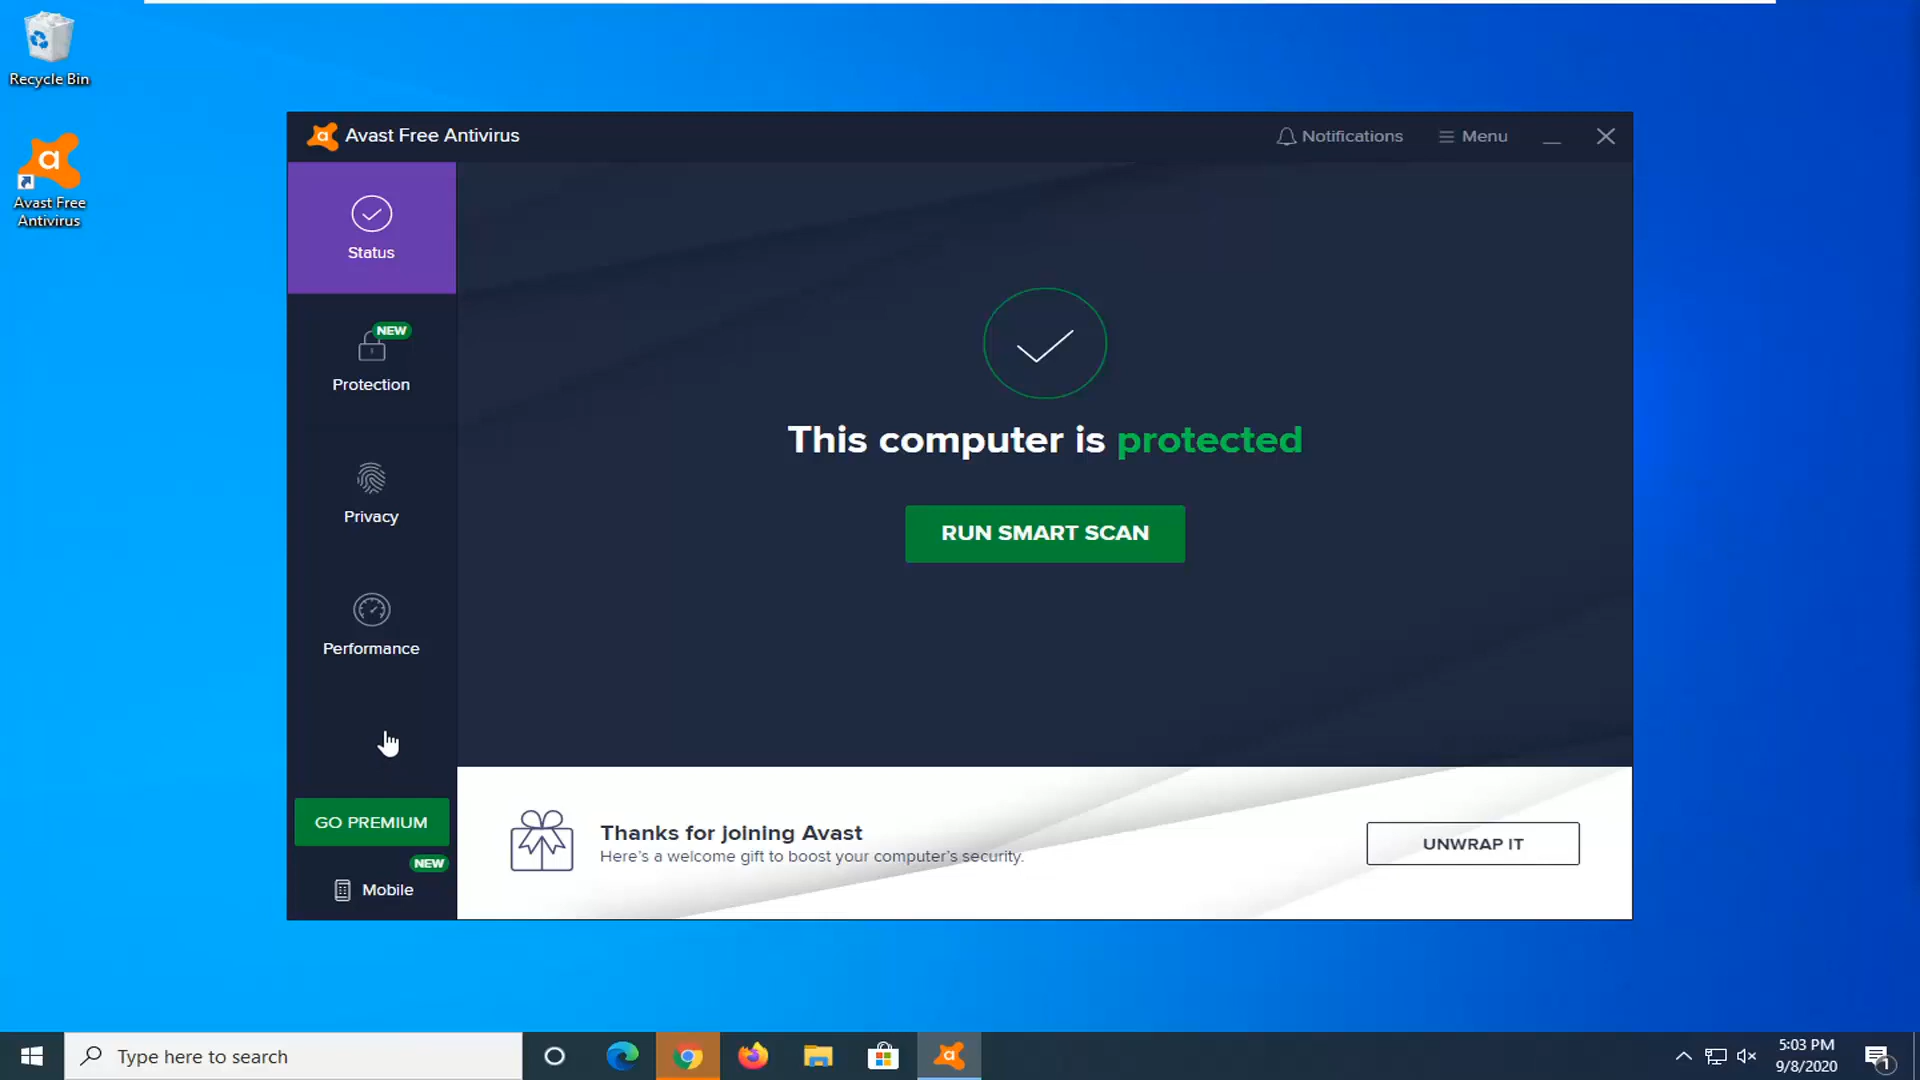 Recycle Bin
Avast Free
Antivirus
Avast Free Antivirus
Notifications
Menu
Status
NEW
Protection
Privacy
Performance
GO PREMIUM
NEW
Mobile
This computer is protected
RUN SMART SCAN
Thanks for joining Avast
Here's a welcome gift to boost your computer's security.
UNWRAP IT
Type here to search
5:03 PM
9/8/2020
1